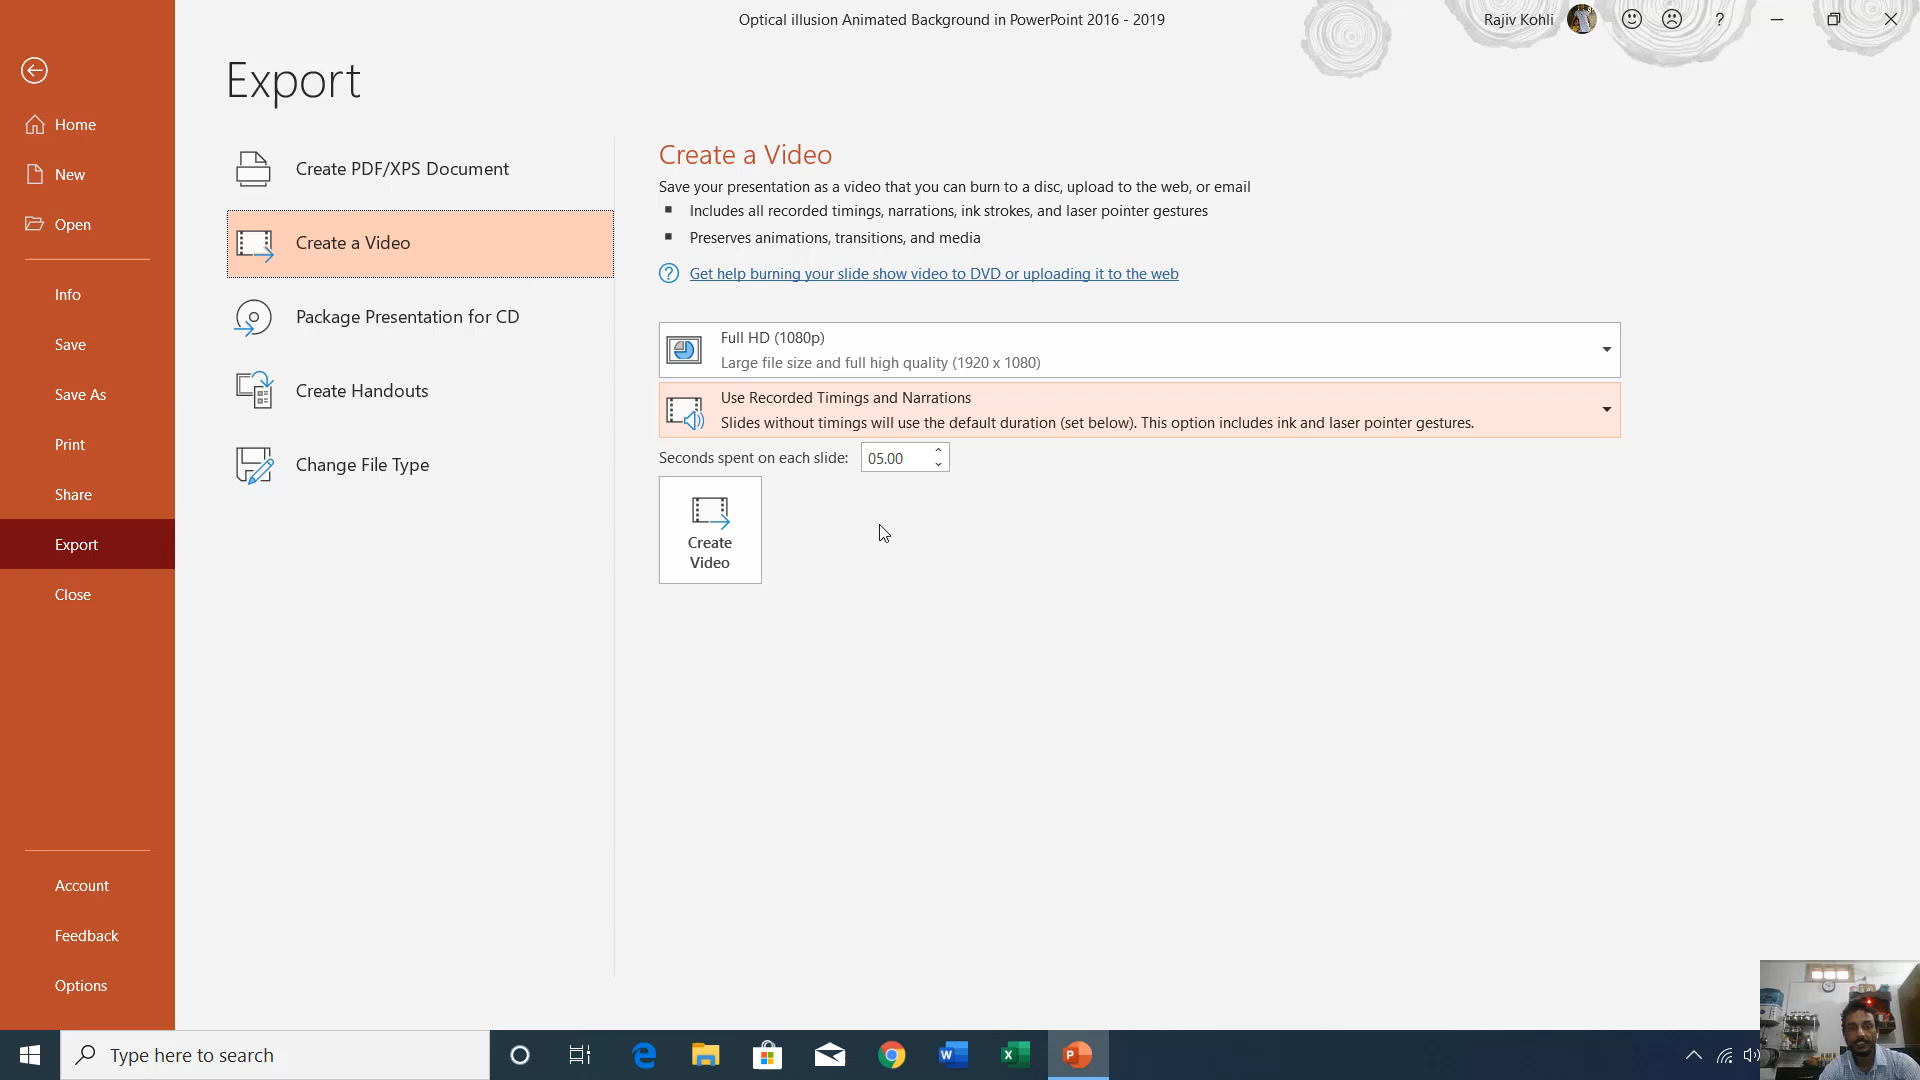 Optical illusion Animated Background in PowerPoint 2016 - 2019
Rajiv Kohli
?
Export
Home
New
Open
Info
Save
Save As
Print
Share
Export
Close
Account
Feedback
Options
Create PDF/XPS Document
Create a Video
Package Presentation for CD
Create Handouts
Change File Type
Create a Video
Save your presentation as a video that you can burn to a disc, upload to the web, or email
Includes all recorded timings, narrations, ink strokes, and laser pointer gestures
Preserves animations, transitions, and media
? Get help burning your slide show video to DVD or uploading it to the web
Full HD (1080p)
Large file size and full high quality (1920 x 1080)
Use Recorded Timings and Narrations
Slides without timings will use the default duration (set below). This option includes ink and laser pointer gestures.
Seconds spent on each slide: 05.00
Create
Video
Type here to search
W
X
P